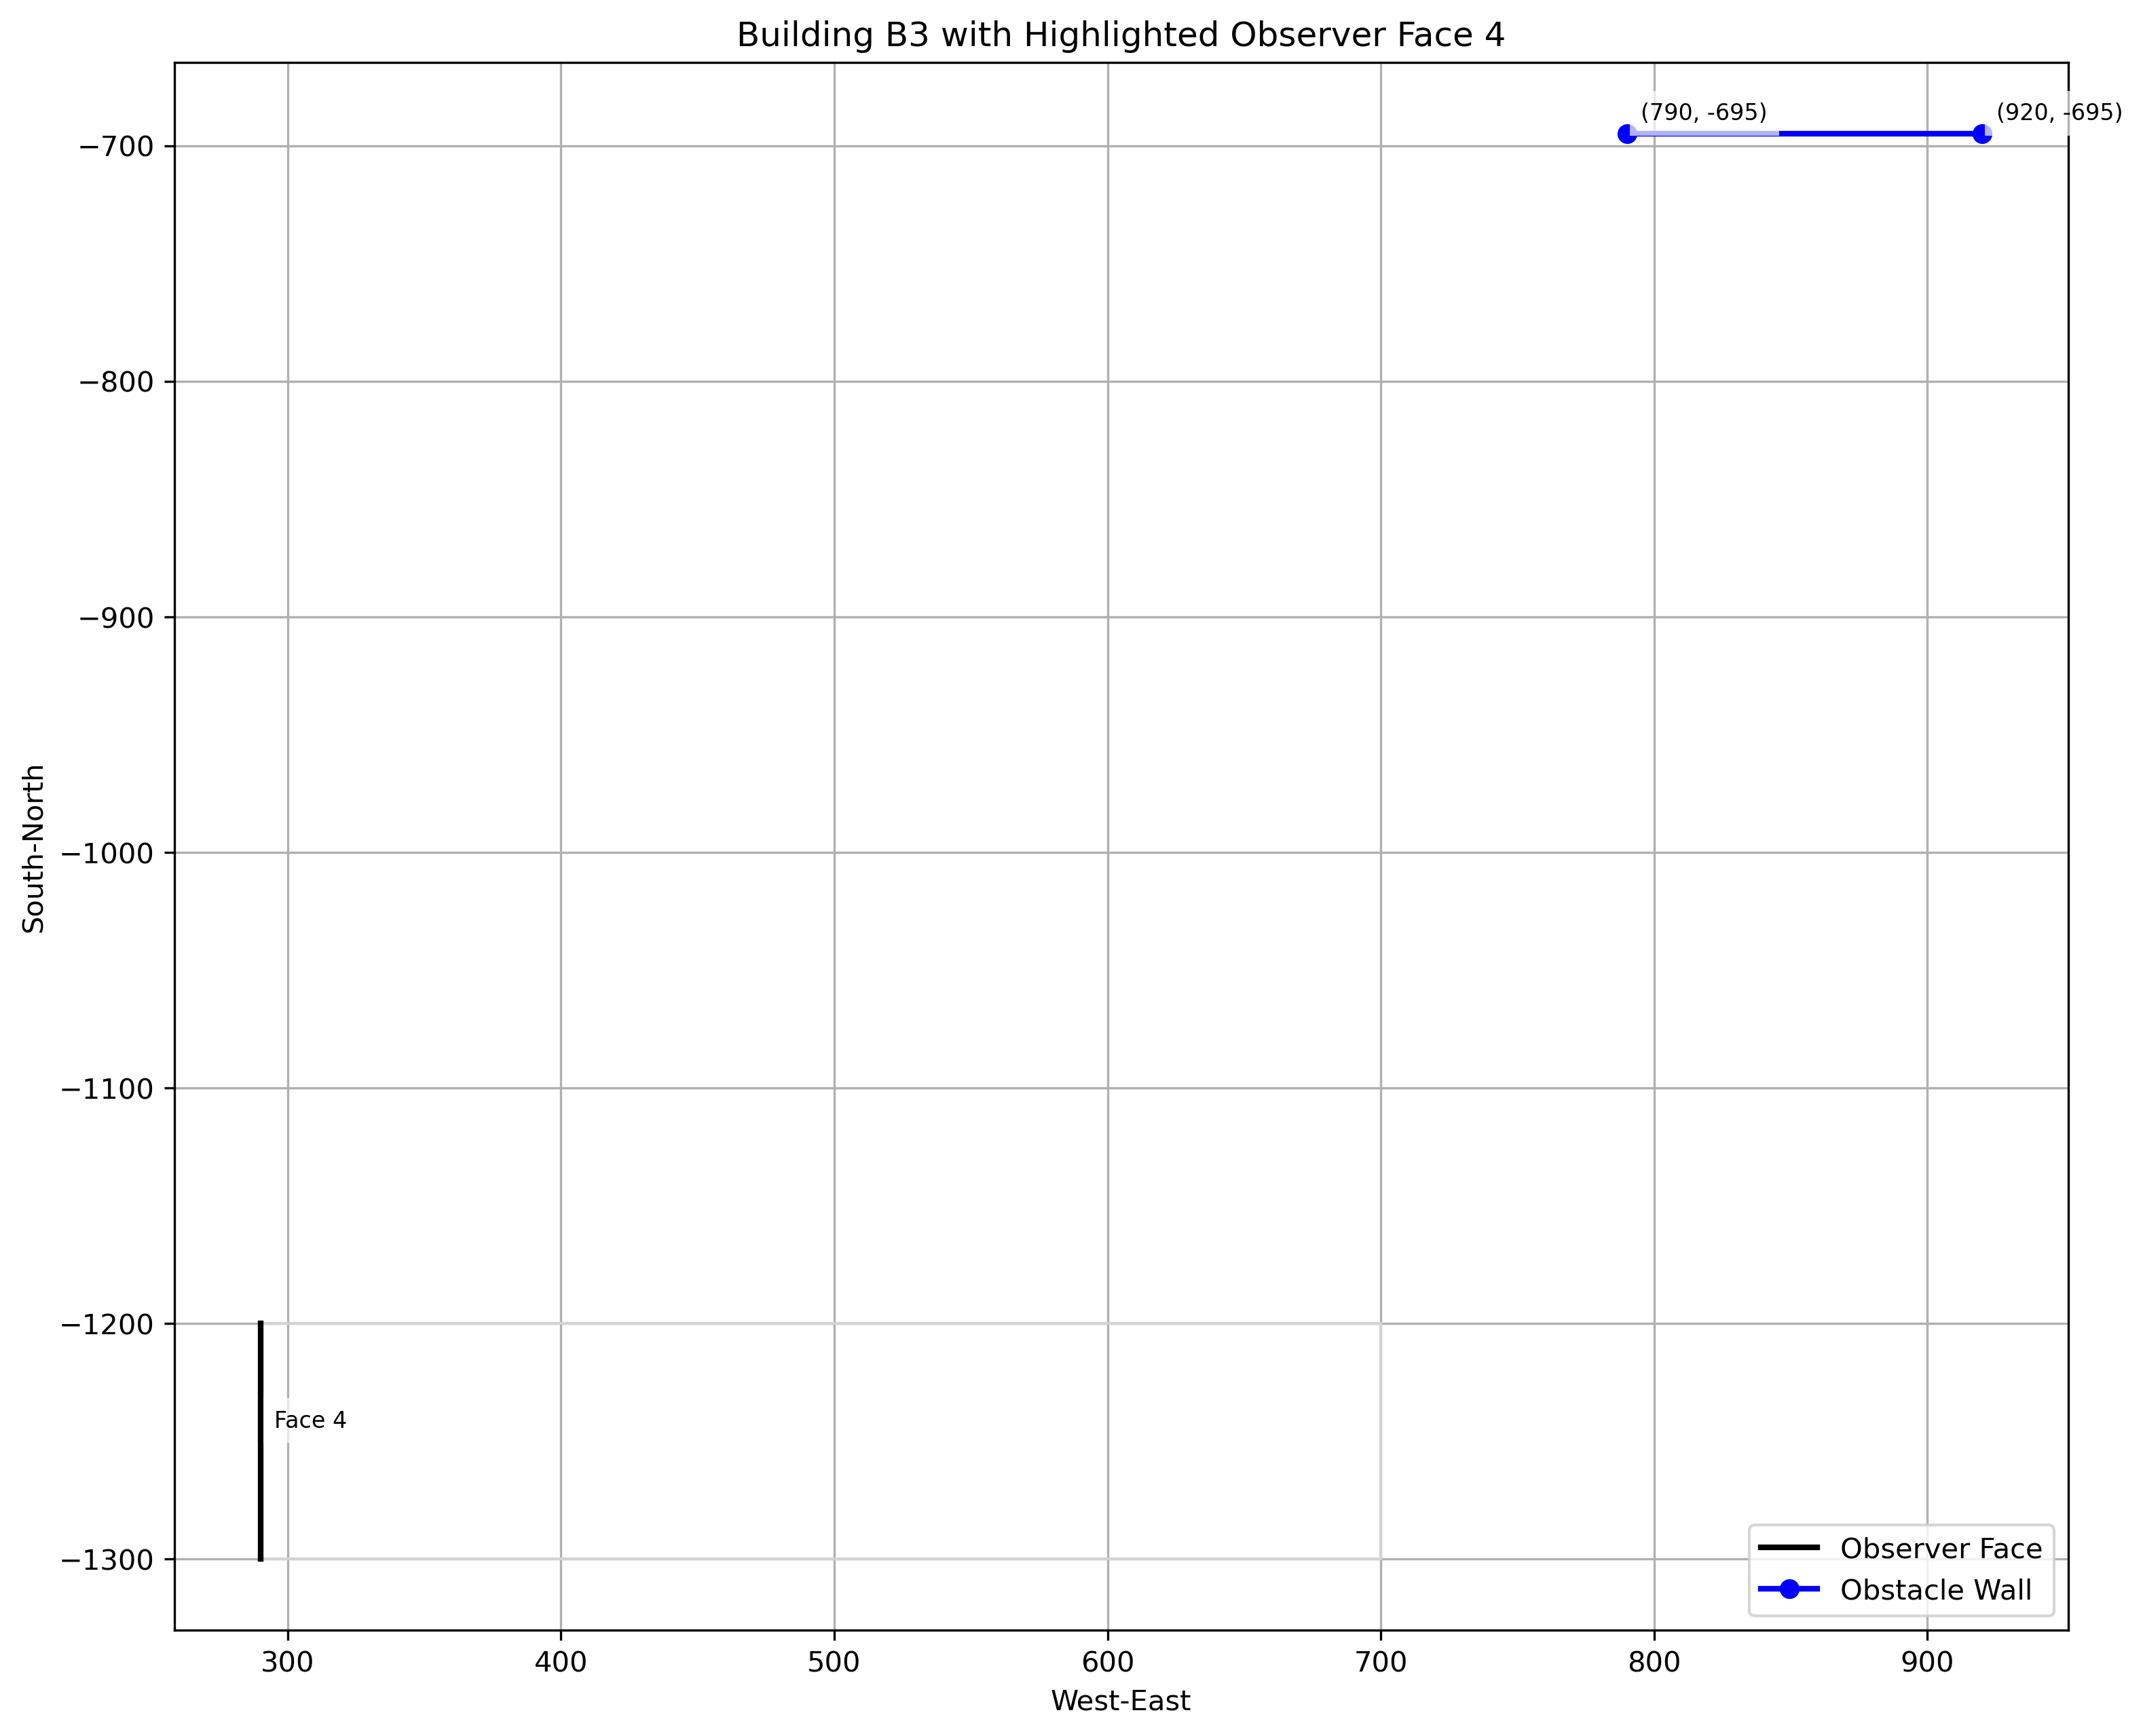 Building B3 with Highlighted Observer Face 4
(790, -695)
(920, -695)
−700
−800
−900
−1000
−1100
−1200
−1300
South-North
Face 4
Observer Face
Obstacle Wall
300
400
500
600
700
800
900
West-East